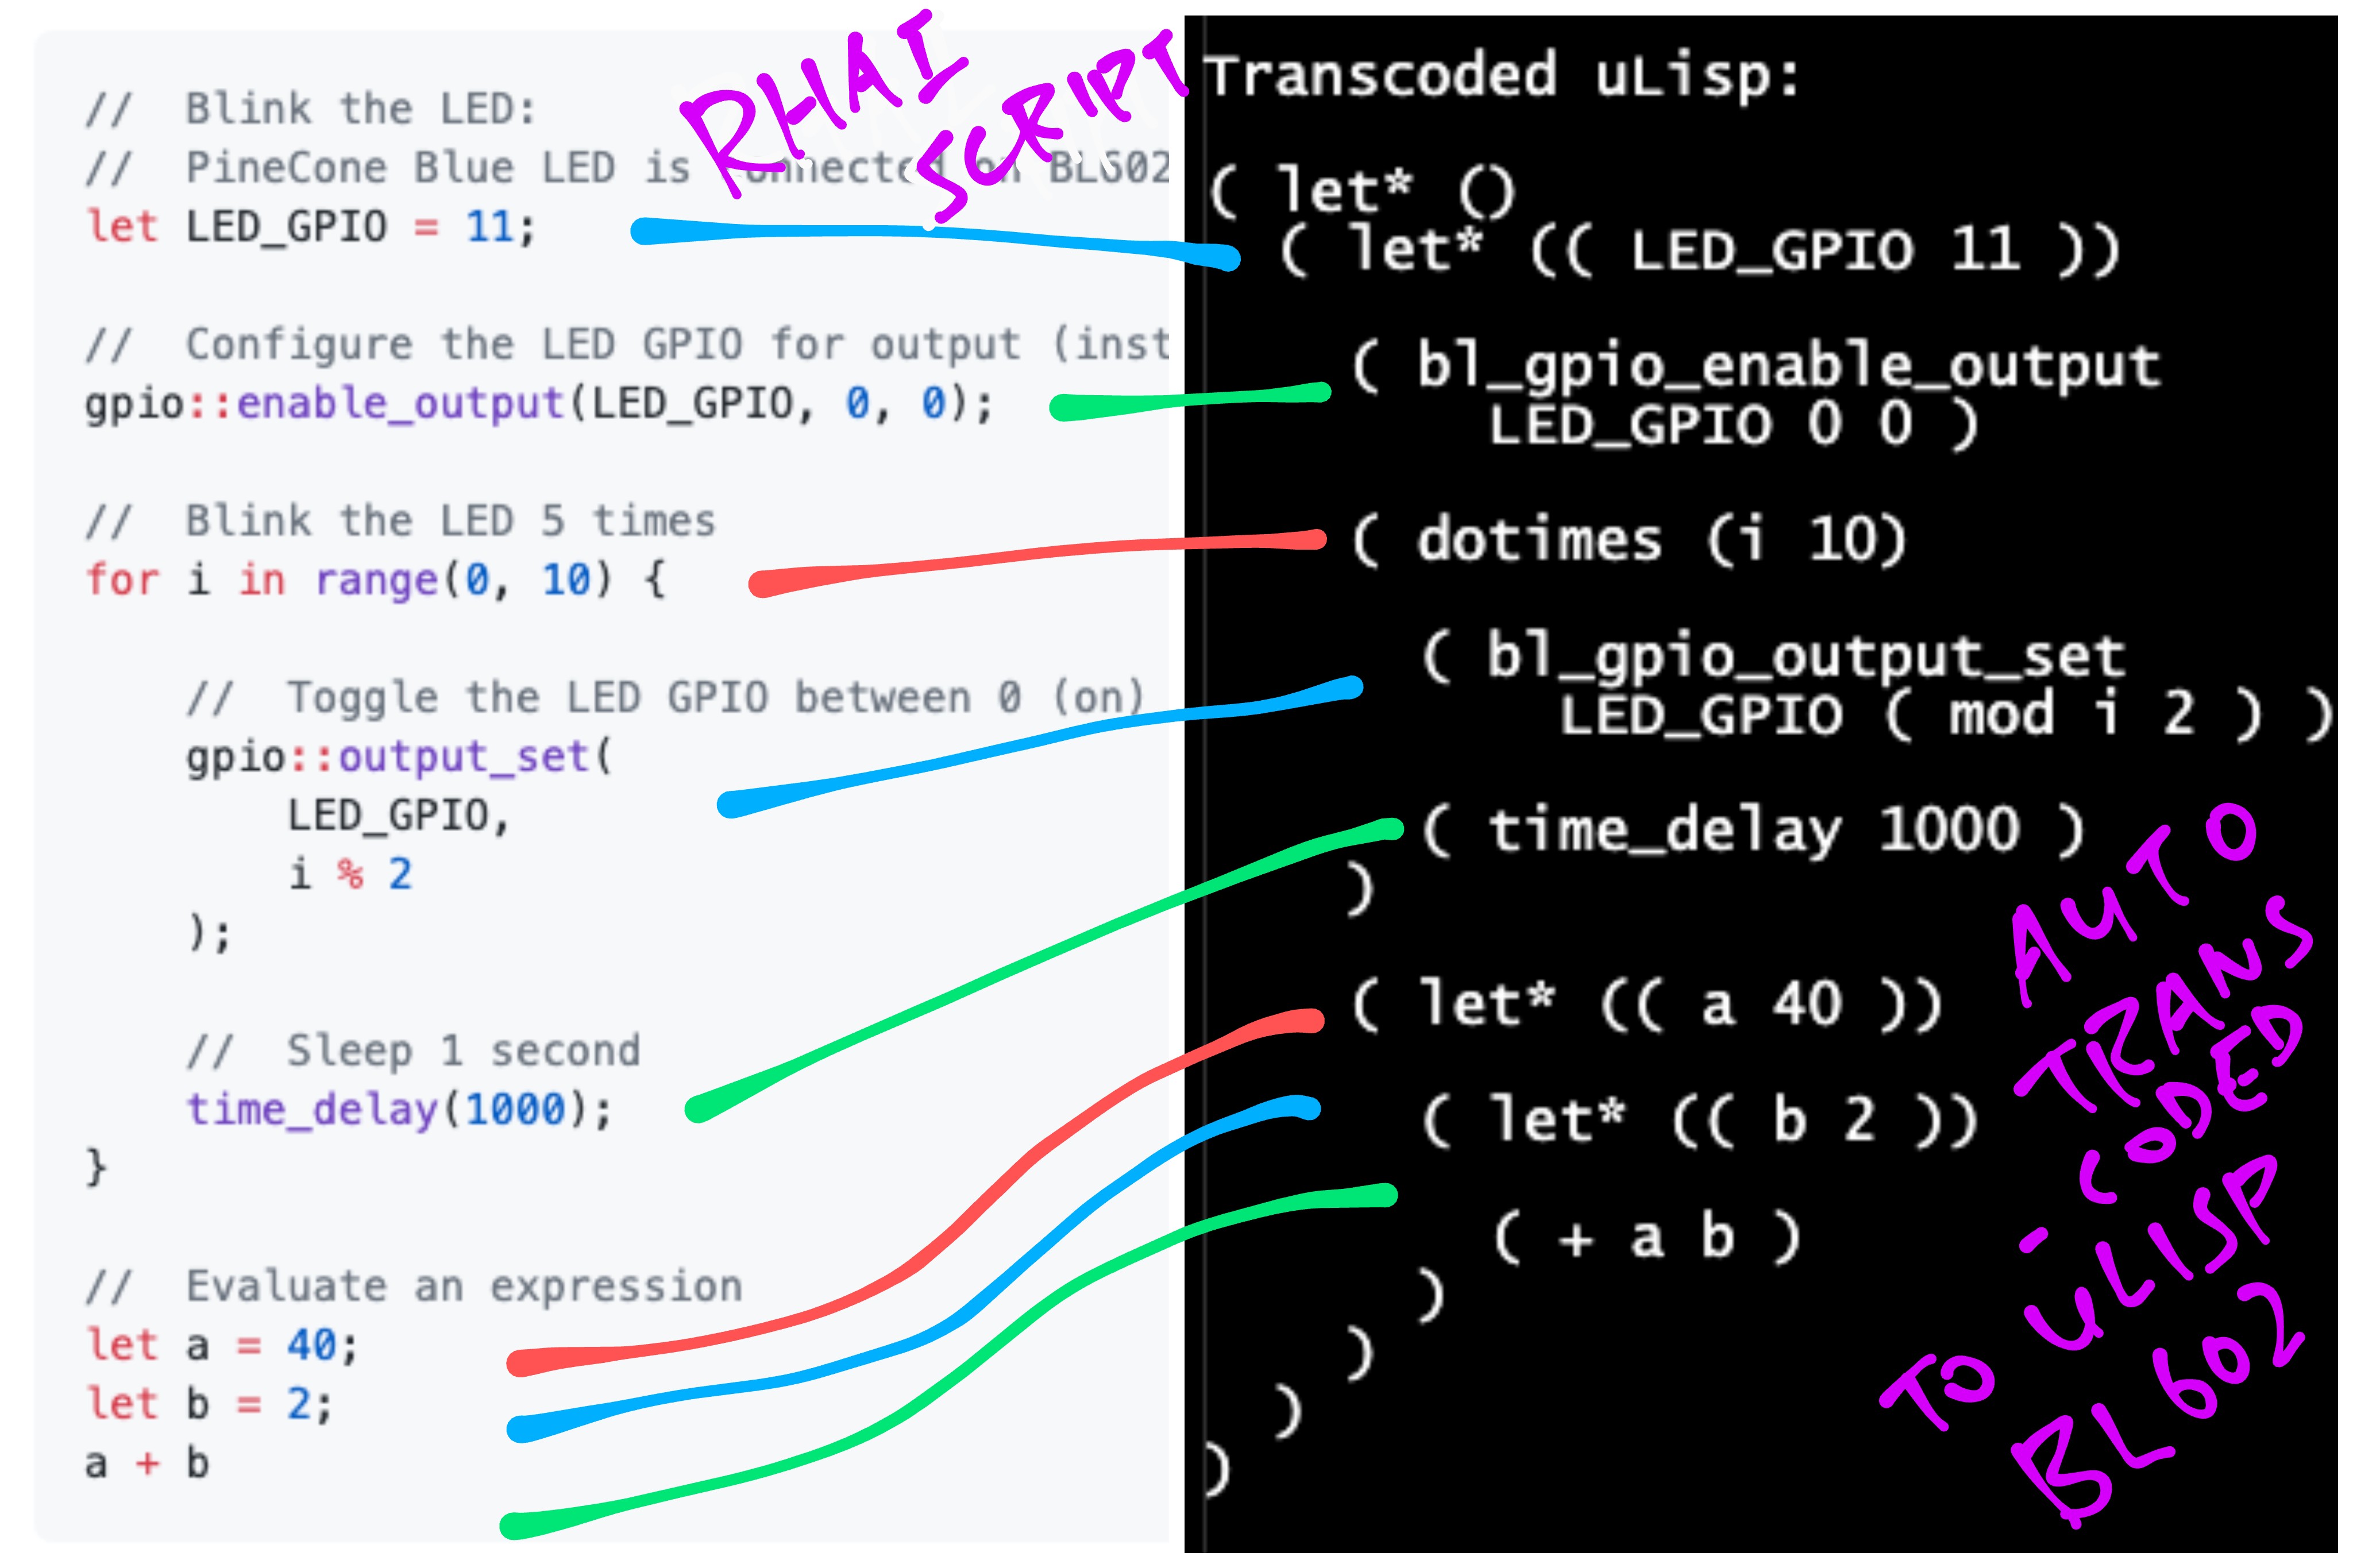 //  Blink the LED:
//  PineCone Blue LED is connected on BL602
let LED_GPIO = 11;
//  Configure the LED GPIO for output (inst
gpio::enable_output(LED_GPIO, 0, 0);
//  Blink the LED 5 times
for i in range(0, 10) {
//  Toggle the LED GPIO between 0 (on)
gpio::output_set(
LED_GPIO,
i % 2
);
//  Sleep 1 second
time_delay(1000);
}
//  Evaluate an expression
let a = 40;
let b = 2;
a + b
RHAI
SCRIPT
Transcoded uLisp:
( let* ()
( let* (( LED_GPIO 11 ))
( bl_gpio_enable_output
LED_GPIO 0 0 )
( dotimes (i 10)
( bl_gpio_output_set
LED_GPIO ( mod i 2 ) )
( time_delay 1000 )
)
( let* (( a 40 ))
( let* (( b 2 ))
( + a b )
)
)
)
)
AUTO
TRANS
-CODED
TO uLISP
BL602